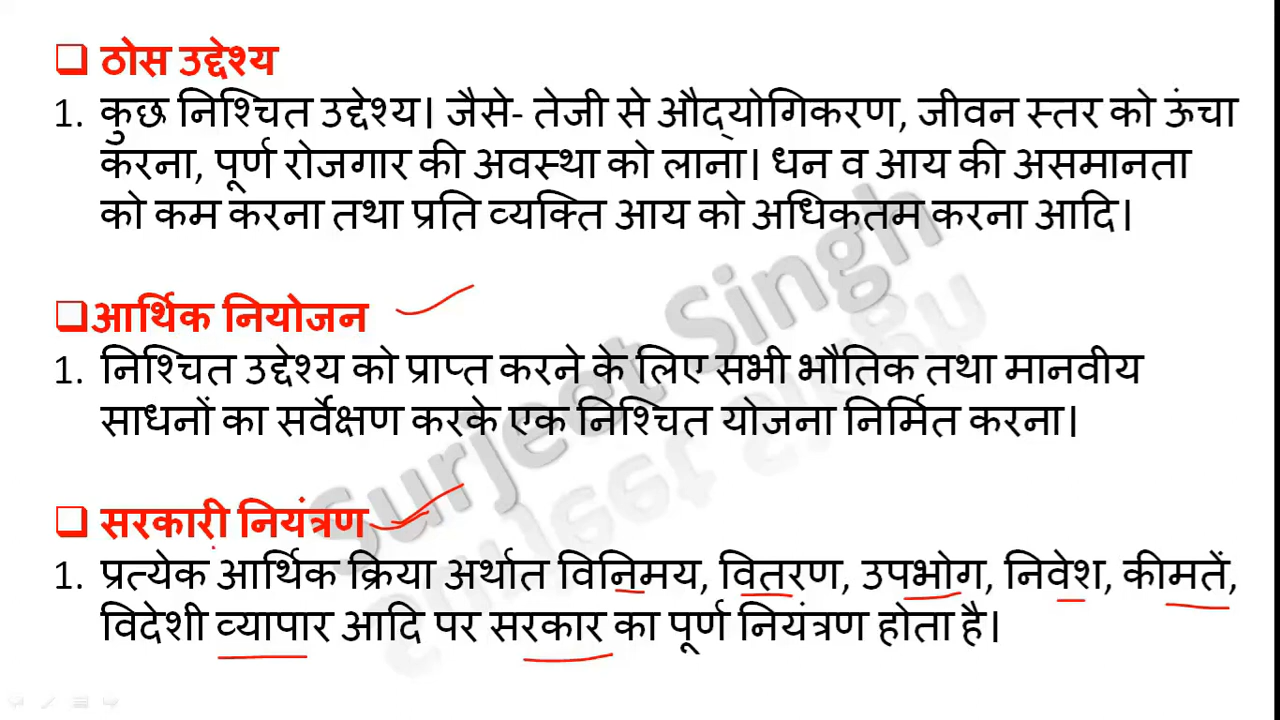 ❑ ठोस उद्देश्य
1. कुछ निश्चित उद्देश्य। जैसे- तेजी से औद्योगिकरण, जीवन स्तर को ऊंचा
करना, पूर्ण रोजगार की अवस्था को लाना। धन व आय की असमानता
को कम करना तथा प्रति व्यक्ति आय को अधिकतम करना आदि।
❑आर्थिक नियोजन
1. निश्चित उद्देश्य को प्राप्त करने के लिए सभी भौतिक तथा मानवीय
साधनों का सर्वेक्षण करके एक निश्चित योजना निर्मित करना।
❑ सरकारी नियंत्रण
1. प्रत्येक आर्थिक क्रिया अर्थात विनिमय, वितरण, उपभोग, निवेश, कीमतें,
विदेशी व्यापार आदि पर सरकार का पूर्ण नियंत्रण होता है।
Surjeet Singh